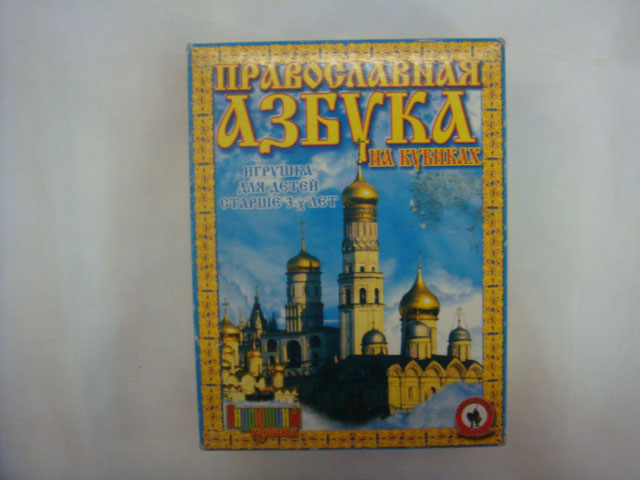 ПРАВОСЛАВНАЯ
АЗБУКА
НА КУБИКАХ
ИГРУШКА
ДЛЯ ДЕТЕЙ
СТАРШЕ 3-х ЛЕТ